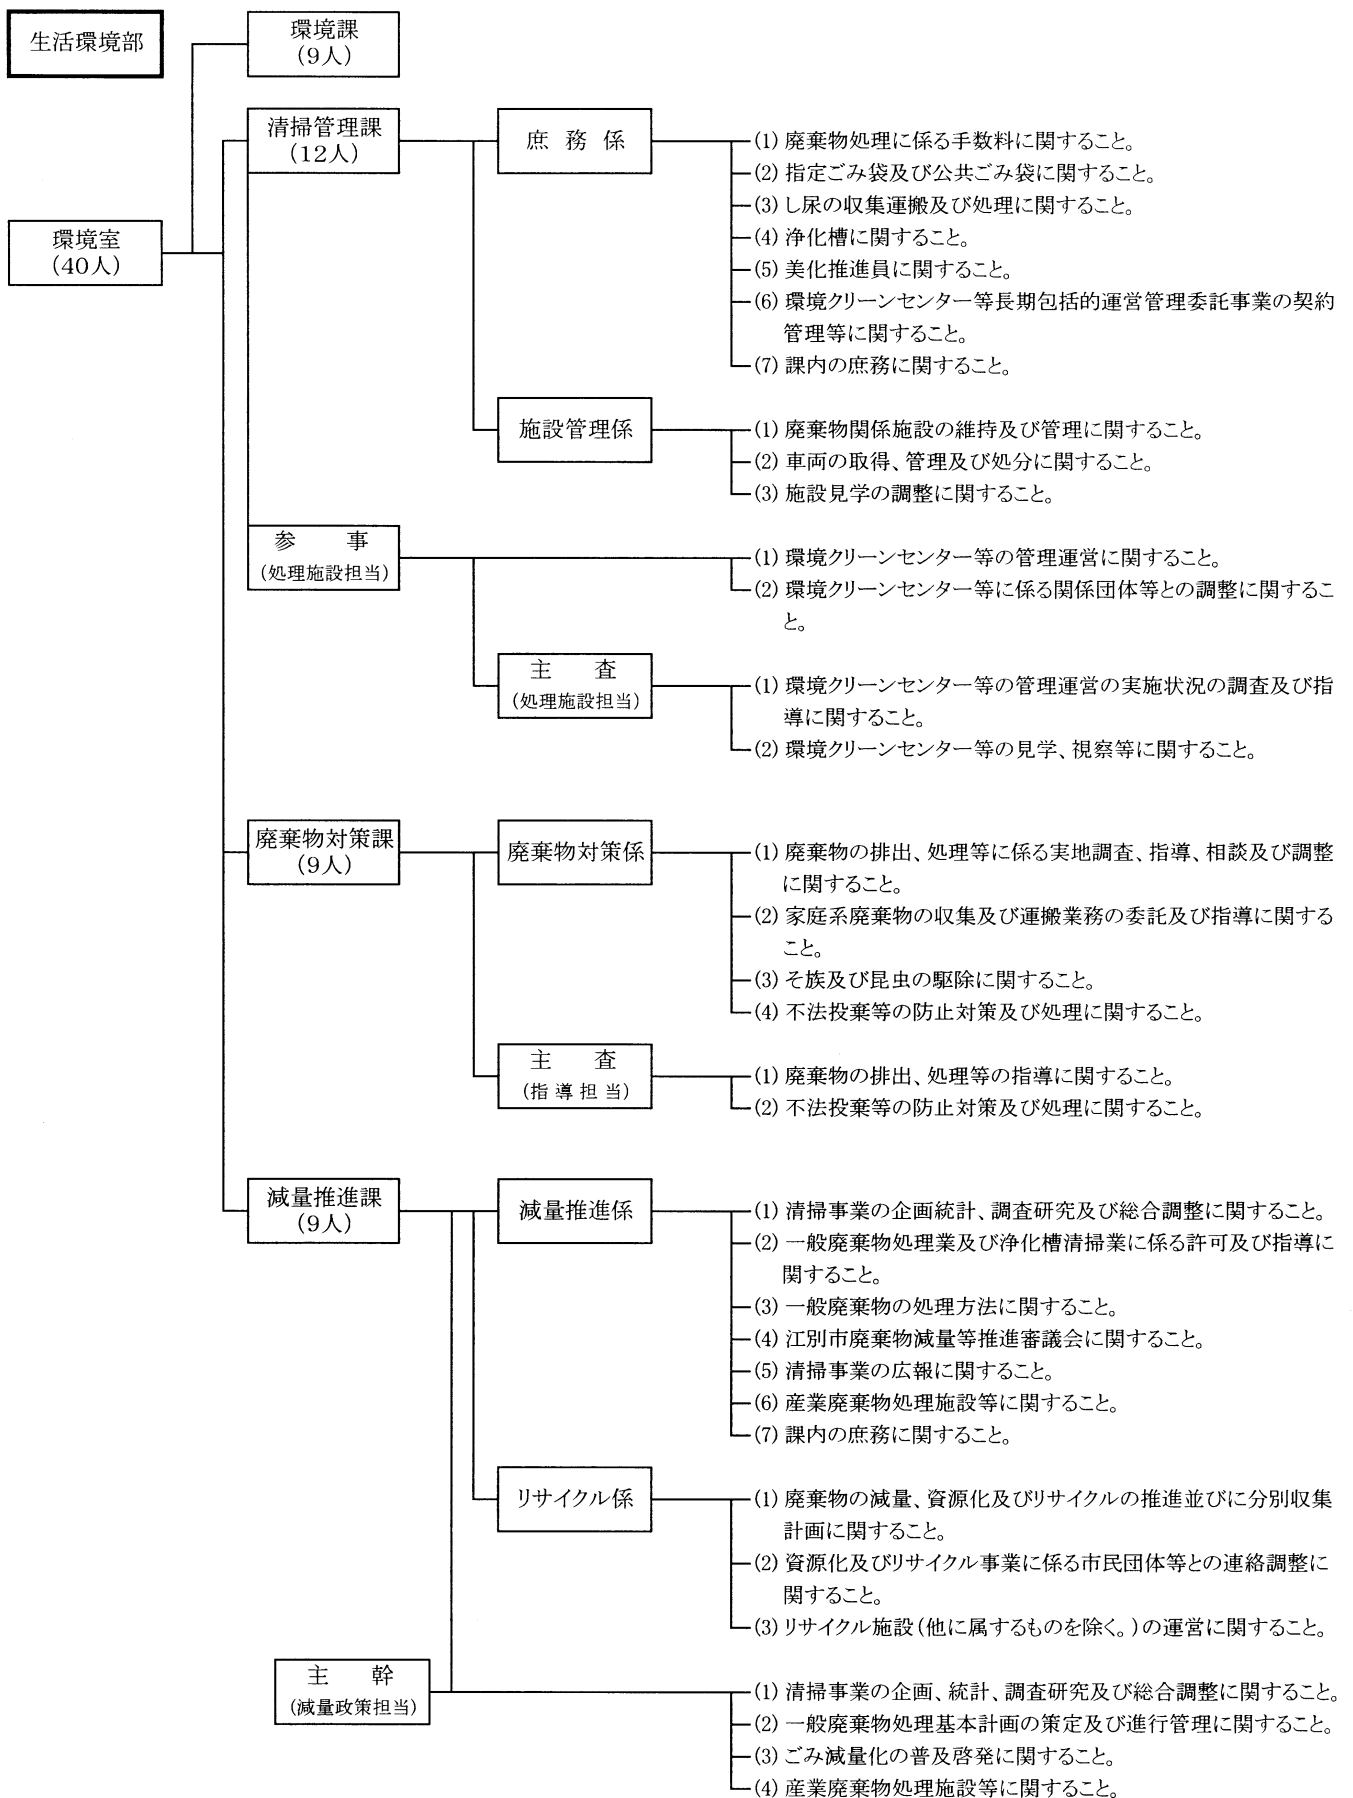 生活環境部
環境課
(9人)
清掃管理課
(12人)
庶務係
(1) 廃棄物処理に係る手数料に関すること。
(2) 指定ごみ袋及び公共ごみ袋に関すること。
(3) し尿の収集運搬及び処理に関すること。
環境室
(40人)
(4) 浄化槽に関すること。
(5) 美化推進員に関すること。
(6) 環境クリーンセンター等長期包括的運営管理委託事業の契約
管理等に関すること。
(7) 課内の庶務に関すること。
施設管理係
(1) 廃棄物関係施設の維持及び管理に関すること。
(2) 車両の取得、管理及び処分に関すること。
(3) 施設見学の調整に関すること。
参事
(処理施設担当)
(1) 環境クリーンセンター等の管理運営に関すること。
(2) 環境クリーンセンター等に係る関係団体等との調整に関するこ
と。
主査
(処理施設担当)
(1) 環境クリーンセンター等の管理運営の実施状況の調査及び指
導に関すること。
(2) 環境クリーンセンター等の見学、視察等に関すること。
廃棄物対策課
(9人)
廃棄物対策係
(1) 廃棄物の排出、処理等に係る実地調査、指導、相談及び調整
に関すること。
(2) 家庭系廃棄物の収集及び運搬業務の委託及び指導に関する
こと。
(3) そ族及び昆虫の駆除に関すること。
(4) 不法投棄等の防止対策及び処理に関すること。
主査
(指導担当)
(1) 廃棄物の排出、処理等の指導に関すること。
(2) 不法投棄等の防止対策及び処理に関すること。
減量推進課
(9人)
減量推進係
(1) 清掃事業の企画統計、調査研究及び総合調整に関すること。
(2) 一般廃棄物処理業及び浄化槽清掃業に係る許可及び指導に
関すること。
(3) 一般廃棄物の処理方法に関すること。
(4) 江別市廃棄物減量等推進審議会に関すること。
(5) 清掃事業の広報に関すること。
(6) 産業廃棄物処理施設等に関すること。
(7) 課内の庶務に関すること。
リサイクル係
(1) 廃棄物の減量、資源化及びリサイクルの推進並びに分別収集
計画に関すること。
(2) 資源化及びリサイクル事業に係る市民団体等との連絡調整に
関すること。
(3) リサイクル施設(他に属するものを除く。)の運営に関すること。
主幹
(減量政策担当)
(1) 清掃事業の企画、統計、調査研究及び総合調整に関すること。
(2) 一般廃棄物処理基本計画の策定及び進行管理に関すること。
(3) ごみ減量化の普及啓発に関すること。
(4) 産業廃棄物処理施設等に関すること。